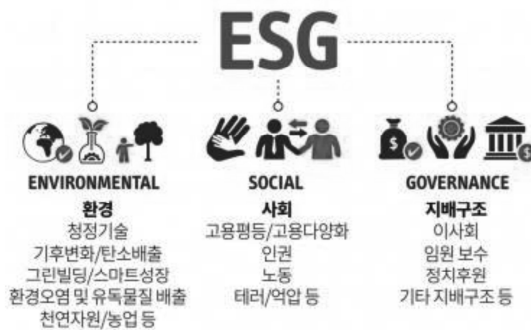 ESG
ENVIRONMENTAL
환경
청정기술
기후변화/탄소배출
그린빌딩/스마트성장
환경오염 및 유독물질 배출
천연자원/농업 등
SOCIAL
사회
고용평등/고용다양화
인권
노동
테러/억압 등
GOVERNANCE
지배구조
이사회
임원 보수
정치후원
기타 지배구조 등